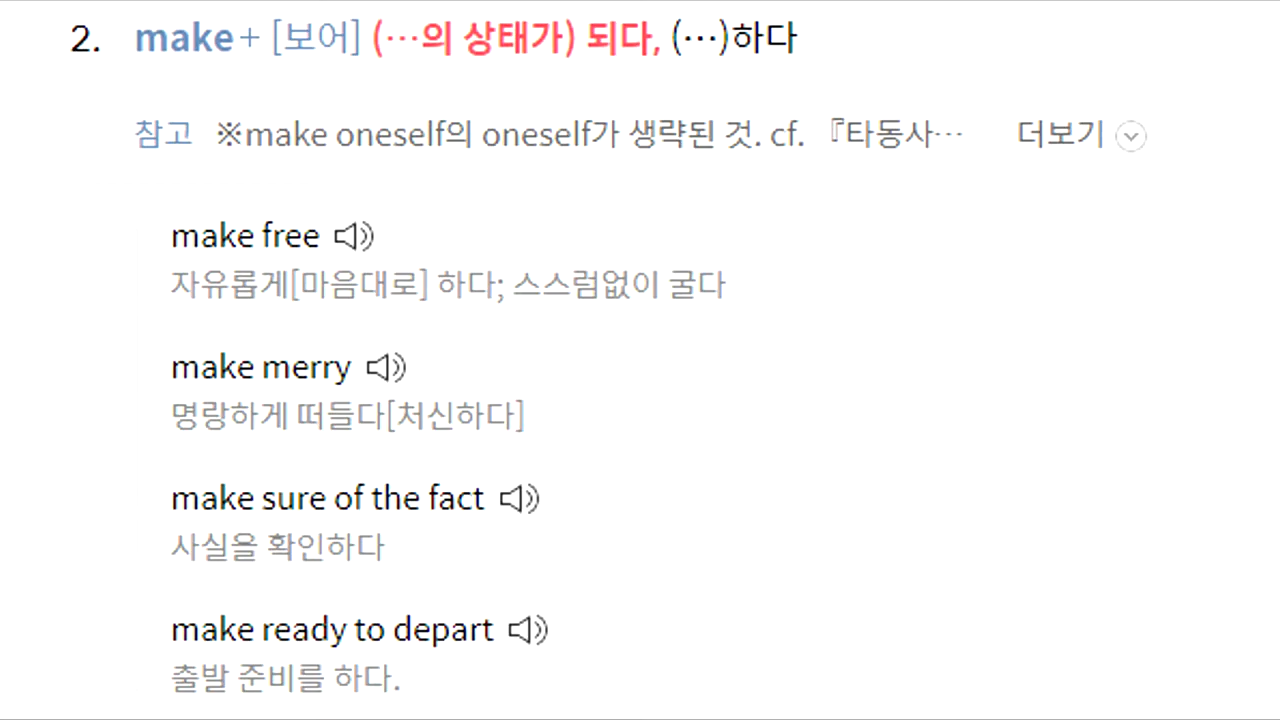 2. make+ [보어] (…의 상태가) 되다, (…)하다
참고 ※make oneself의 oneself가 생략된 것. cf. 『타동사… 더보기
make free
자유롭게[마음대로] 하다; 스스럼없이 굴다
make merry
명랑하게 떠들다[처신하다]
make sure of the fact
사실을 확인하다
make ready to depart
출발 준비를 하다.